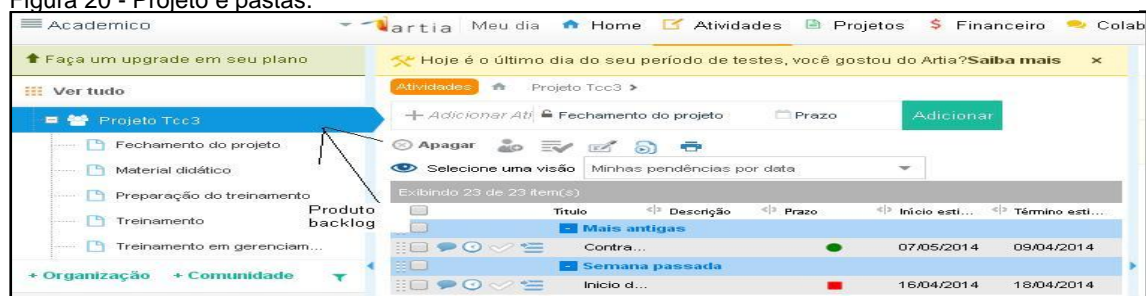 Figura 20 - Projeto e pastas.
Academico
artia Meu dia Home Atividades Projetos $ Financeiro Colab
Faça um upgrade em seu plano
Hoje é o último dia do seu período de testes, você gostou do Artia?Saiba mais ×
Ver tudo
Atividades Projeto Tcc3 >
Projeto Tcc3
+ Adicionar Ati Fechamento do projeto Prazo Adicionar
Fechamento do projeto
Apagar
Material didático
Selecione uma visão Minhas pendências por data
Preparação do treinamento
Exibindo 23 de 23 item(s)
Treinamento
Produto
backlog
Titulo Descrição Prazo Início esti... Término esti...
Mais antigas
Treinamento em gerenciam...
Contra... 07/05/2014 09/04/2014
+ Organização + Comunidade
Semana passada
Inicio d... 16/04/2014 18/04/2014